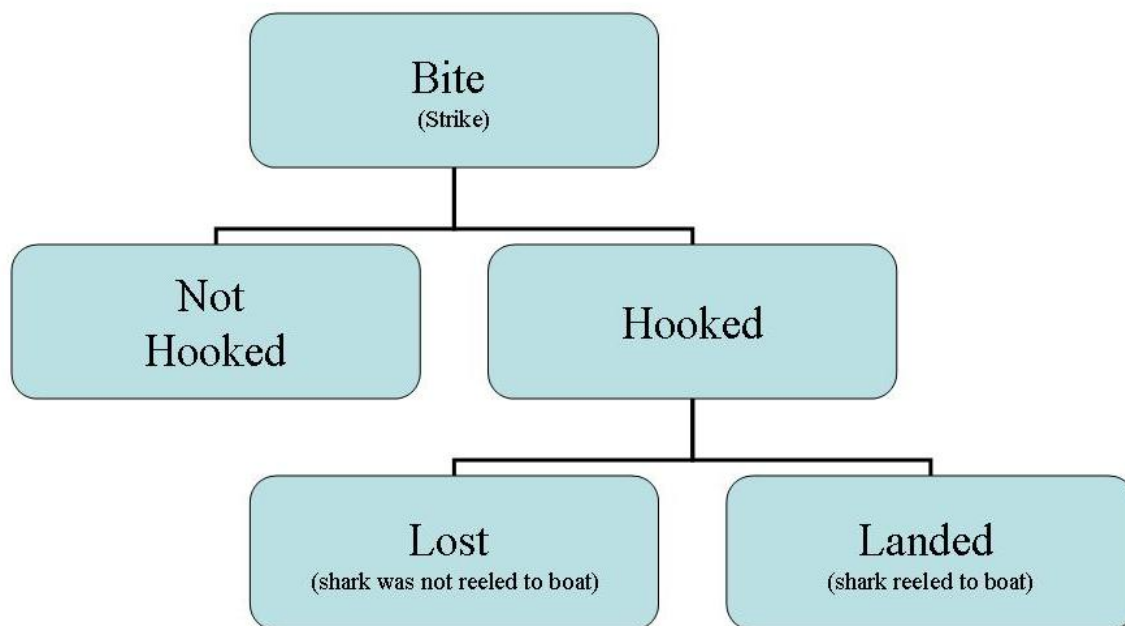 Bite
(Strike)
Not
Hooked
Hooked
Lost
(shark was not reeled to boat)
Landed
(shark reeled to boat)